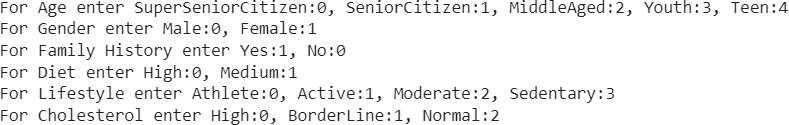 For Age enter SuperSeniorCitizen:0, SeniorCitizen:1, MiddleAged:2, Youth:3, Teen:4
For Gender enter Male:0, Female:1
For Family History enter Yes:1, No:0
For Diet enter High:0, Medium:1
For Lifestyle enter Athlete:0, Active:1, Moderate:2, Sedentary:3
For Cholesterol enter High:0, BorderLine:1, Normal:2